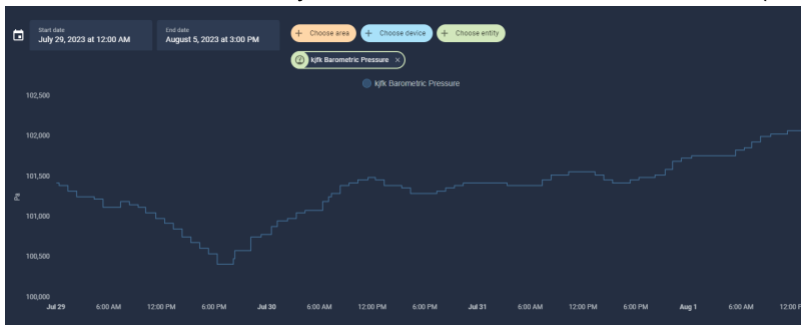 Start date
July 29, 2023 at 12:00 AM
End date
August 5, 2023 at 3:00 PM
+ Choose area
+ Choose device
+ Choose entity
kjfk Barometric Pressure ×
kjfk Barometric Pressure
102,500
102,000
101,500
Pa
101,000
100,500
100,000
Jul 29 6:00 AM 12:00 PM 6:00 PM Jul 30 6:00 AM 12:00 PM 6:00 PM Jul 31 6:00 AM 12:00 PM 6:00 PM Aug 1 6:00 AM 12:00 P